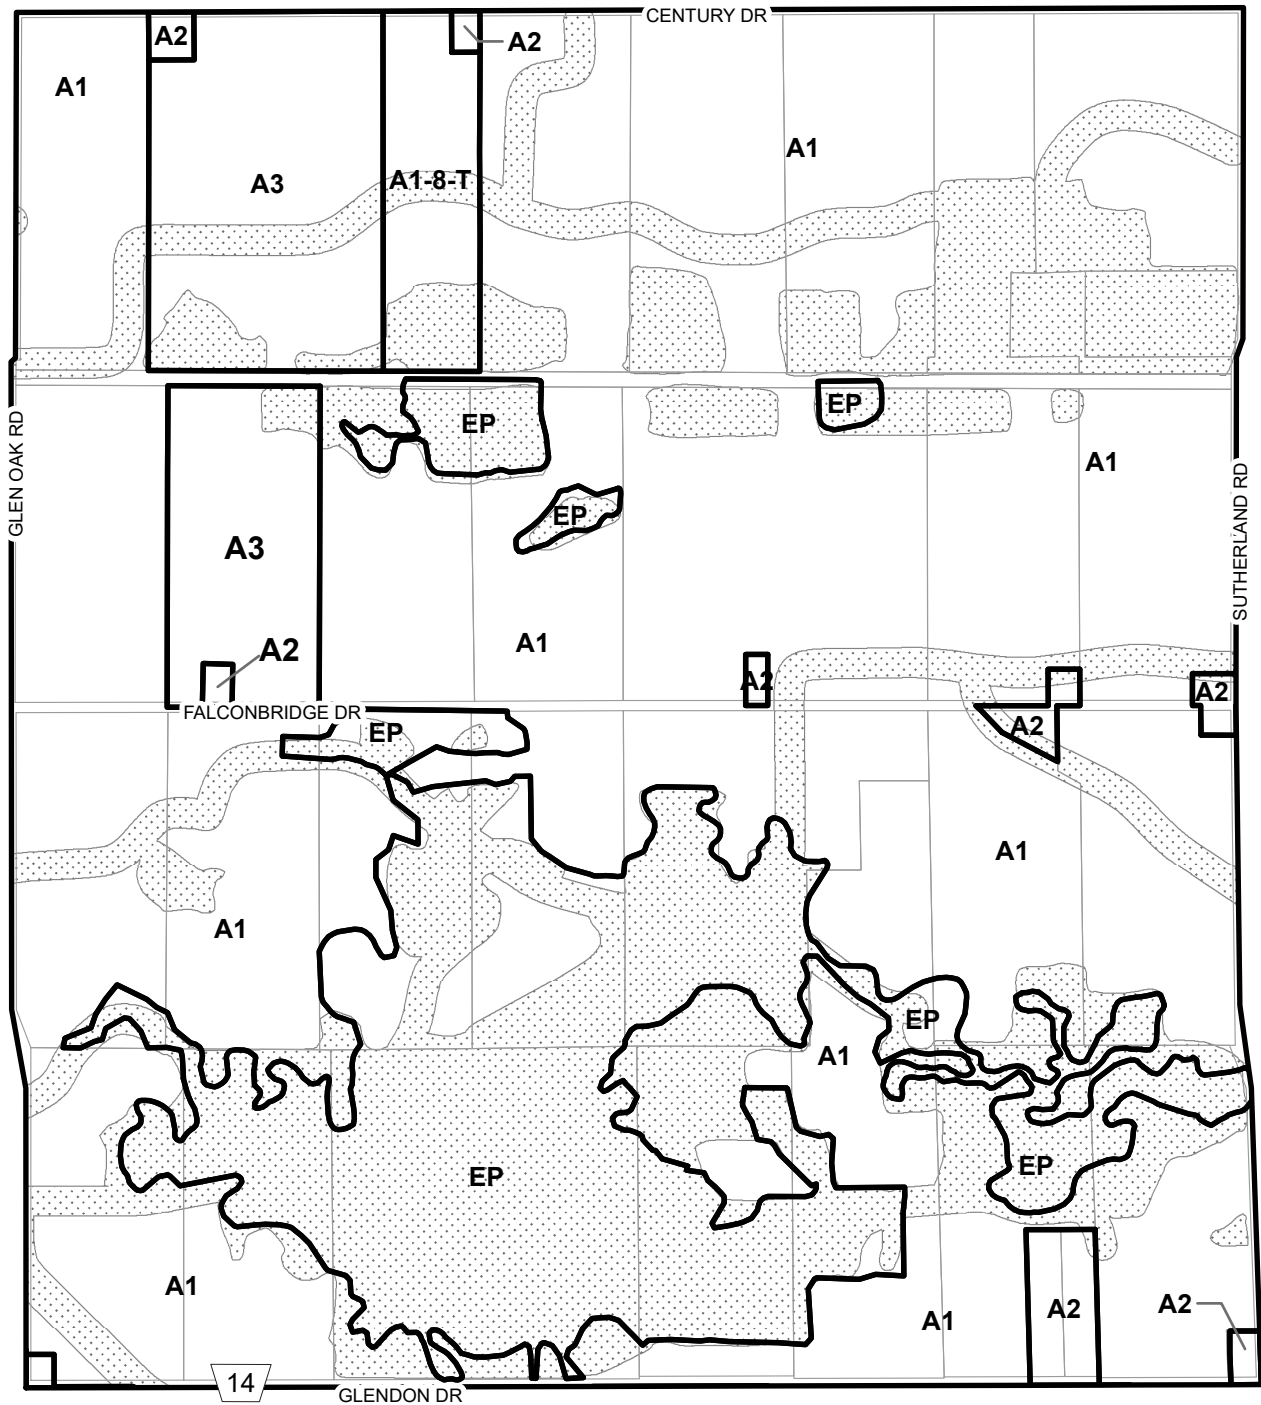 CENTURY DR
A2
A2
A1
A1
A3
A1-8-T
EP
EP
GLEN OAK RD
A1
EP
SUTHERLAND RD
A3
A1
A2
A2
A2
FALCONBRIDGE DR
A2
EP
A1
A1
EP
A1
EP
EP
A1
A2
A2
A1
14
GLENDON DR